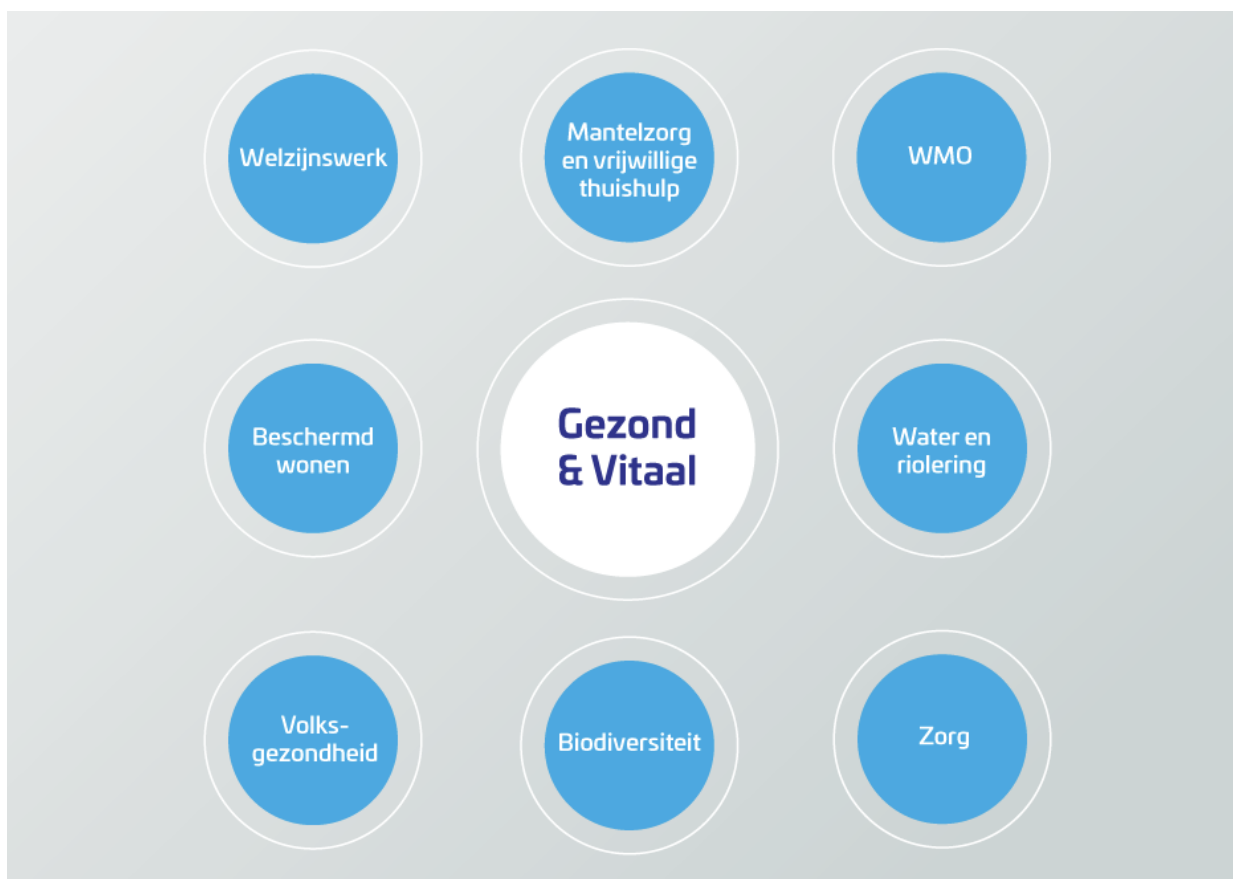 Welzijnswerk
Mantelzorg
en vrijwillige
thuishulp
WMO
Beschermd
wonen
Gezond
& Vitaal
Water en
riolering
Volks-
gezondheid
Biodiversiteit
Zorg